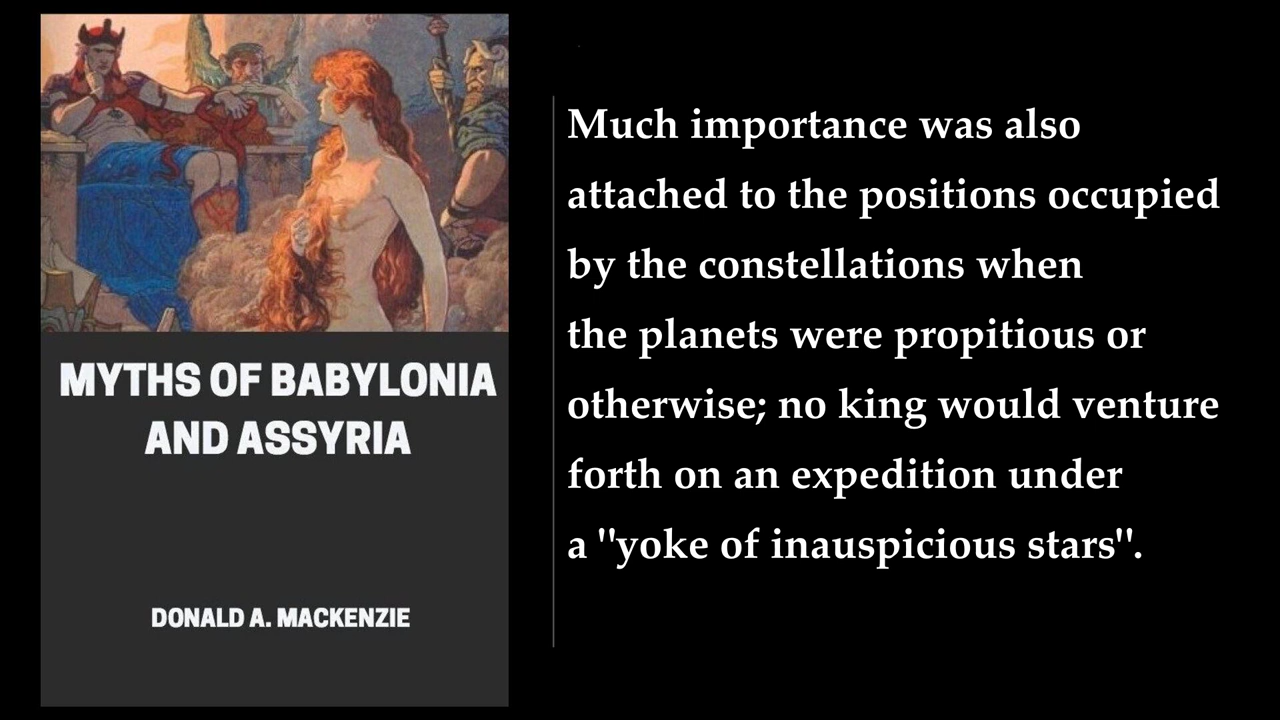 MYTHS OF BABYLONIA
AND ASSYRIA
DONALD A. MACKENZIE
Much importance was also
attached to the positions occupied
by the constellations when
the planets were propitious or
otherwise; no king would venture
forth on an expedition under
a "yoke of inauspicious stars".